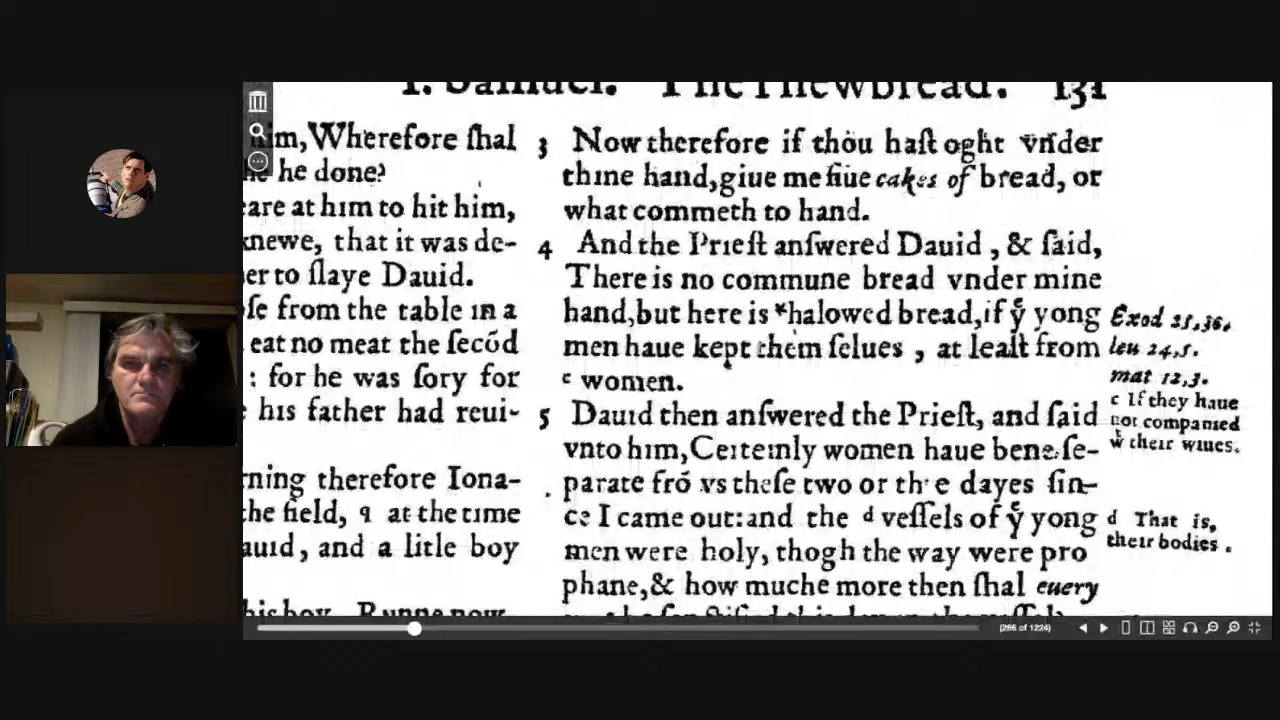 I. Samuel. The Shewbread. 131
him, Wherefore ſhal
he he done?
are at him to hit him,
knewe, that it was de-
er to ſlaye Dauid.
oſe from the table in a
eat no meat the ſecõd
: for he was ſory for
his father had reui-
rning therefore Iona-
the field, q at the time
auid, and a litle boy
his boy, Runne now,
3 Now therefore if thou haſt oght vnder
thine hand, giue me fiue cakes of bread, or
what commeth to hand.
4 And the Prieſt anſwered Dauid, & ſaid,
There is no commune bread vnder mine
hand, but here is *halowed bread, if yͤ yong
men haue kept them ſelues, at leaſt from
c women.
5 Dauid then anſwered the Prieſt, and ſaid
vnto him, Certeinly women haue bene ſe-
parate frõ vs theſe two or thre dayes ſin-
ce I came out: and the d veſſels of yͤ yong
men were holy, thogh the way were pro
phane, & how muche more then ſhal euery
Exod 25,30.
leu 24,5.
mat 12,3.
c If they haue
not companied
wͭ their wiues.
d That is,
their bodies.
(266 of 1224)